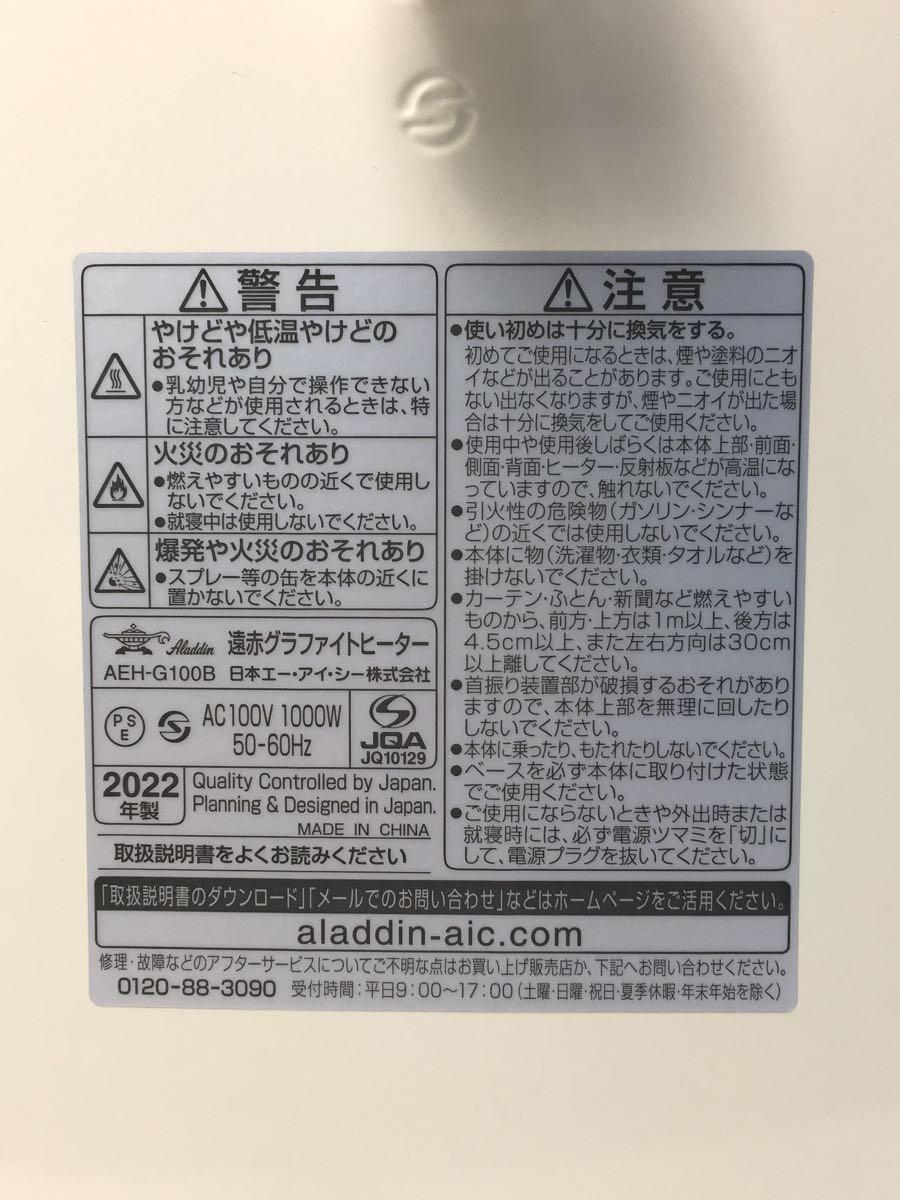 警告
やけどや低温やけどの
おそれあり
●乳幼児や自分で操作できない
方などが使用されるときは、特
に注意してください。
火災のおそれあり
●燃えやすいものの近くで使用し
ないでください。
●就寝中は使用しないでください。
爆発や火災のおそれあり
●スプレー等の缶を本体の近くに
置かないでください。
Aladdin 遠赤グラファイトヒーター
AEH-G100B 日本エー・アイ・シー株式会社
PSE AC100V 1000W
50-60Hz
JQA
JQ10129
2022
年製
Quality Controlled by Japan.
Planning & Designed in Japan.
MADE IN CHINA
取扱説明書をよくお読みください
注意
●使い初めは十分に換気をする。
初めてご使用になるときは、煙や塗料のニオ
イなどが出ることがあります。ご使用にとも
ない出なくなりますが、煙やニオイが出た場
合は十分に換気をしてご使用ください。
●使用中や使用後しばらくは本体上部・前面・
側面・背面・ヒーター・反射板などが高温にな
っていますので、触れないでください。
●引火性の危険物(ガソリン・シンナーな
ど)の近くでは使用しないでください。
●本体に物(洗濯物・衣類・タオルなど)を
掛けないでください。
●カーテン・ふとん・新聞など燃えやすい
ものから、前方・上方は1m以上、後方は
4.5cm以上、また左右方向は30cm
以上離してください。
●首振り装置部が破損するおそれがあり
ますので、本体上部を無理に回したり
しないでください。
●本体に乗ったり、もたれたりしないでください。
●ベースを必ず本体に取り付けた状態
でご使用ください。
●ご使用にならないときや外出時または
就寝時には、必ず電源ツマミを「切」に
して、電源プラグを抜いてください。
「取扱説明書のダウンロード」「メールでのお問い合わせ」などはホームページをご活用ください。
aladdin-aic.com
修理・故障などのアフターサービスについてご不明な点はお買い上げ販売店か、下記へお問い合わせください。
0120-88-3090 受付時間:平日9:00〜17:00(土曜・日曜・祝日・夏季休暇・年末年始を除く)